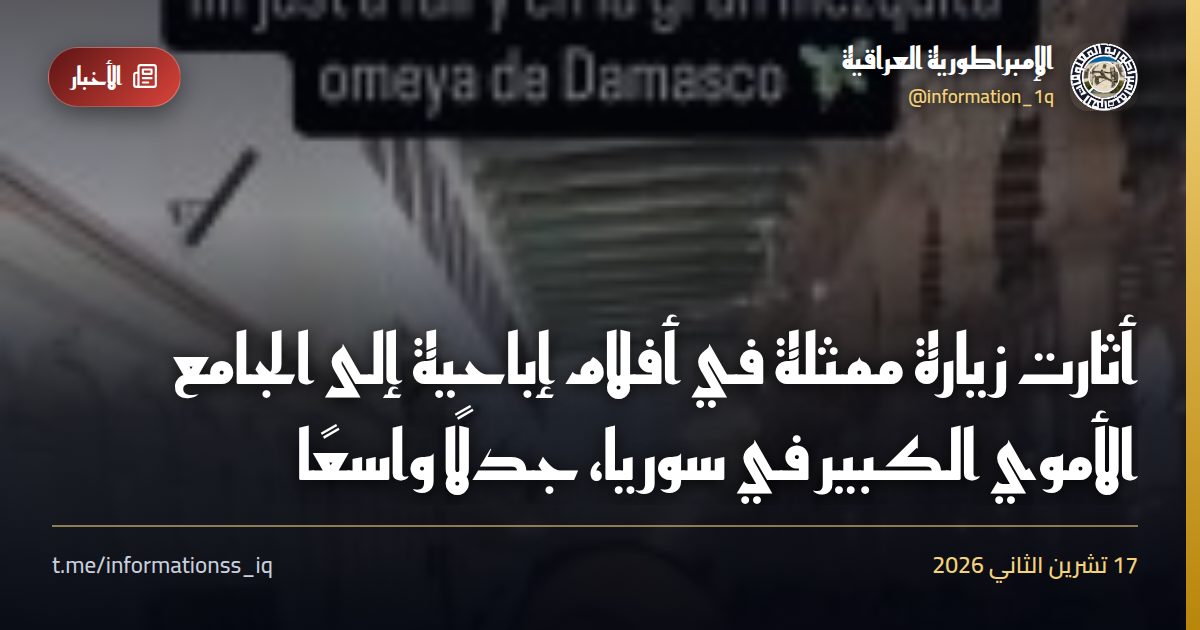 omeya de Damasco
الأخبار
الإمبراطورية العراقية
@information_1q
أثارت زيارة ممثلة في أفلام إباحية إلى الجامع
الأموي الكبير في سوريا، جدلًا واسعًا
17 تشرين الثاني 2026
t.me/informationss_iq